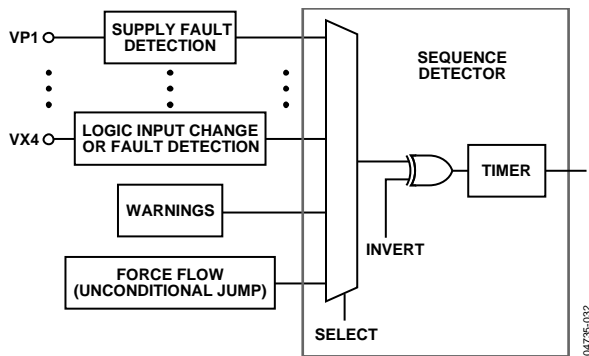 VP1
SUPPLY FAULT
DETECTION
SEQUENCE
DETECTOR
VX4
LOGIC INPUT CHANGE
OR FAULT DETECTION
TIMER
WARNINGS
INVERT
FORCE FLOW
(UNCONDITIONAL JUMP)
SELECT
04735-032